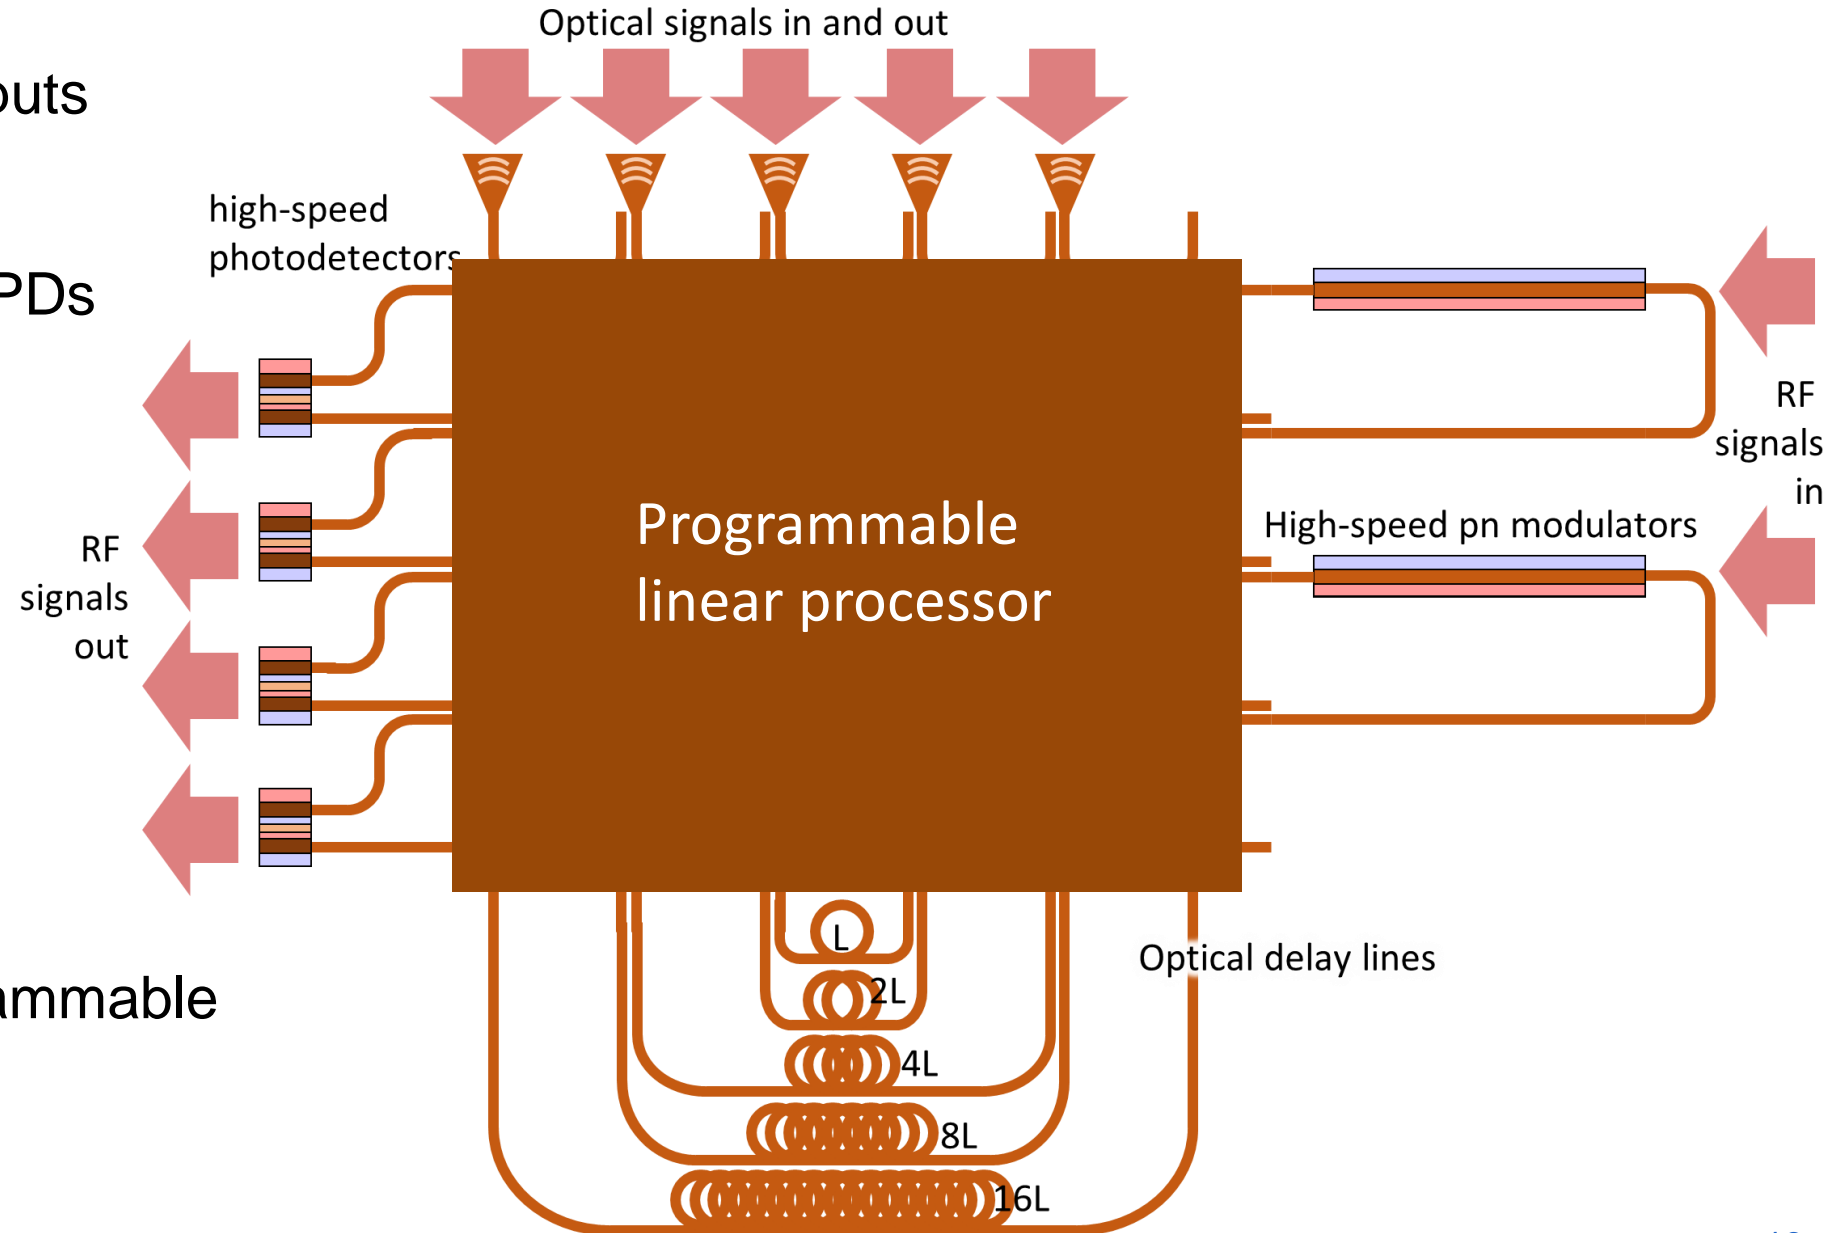 Optical signals in and out
outs
high-speed
photodetectors
PDs
RF
signals
in
High-speed pn modulators
Programmable
linear processor
RF
signals
out
L
Optical delay lines
2L
ammable
4L
8L
16L